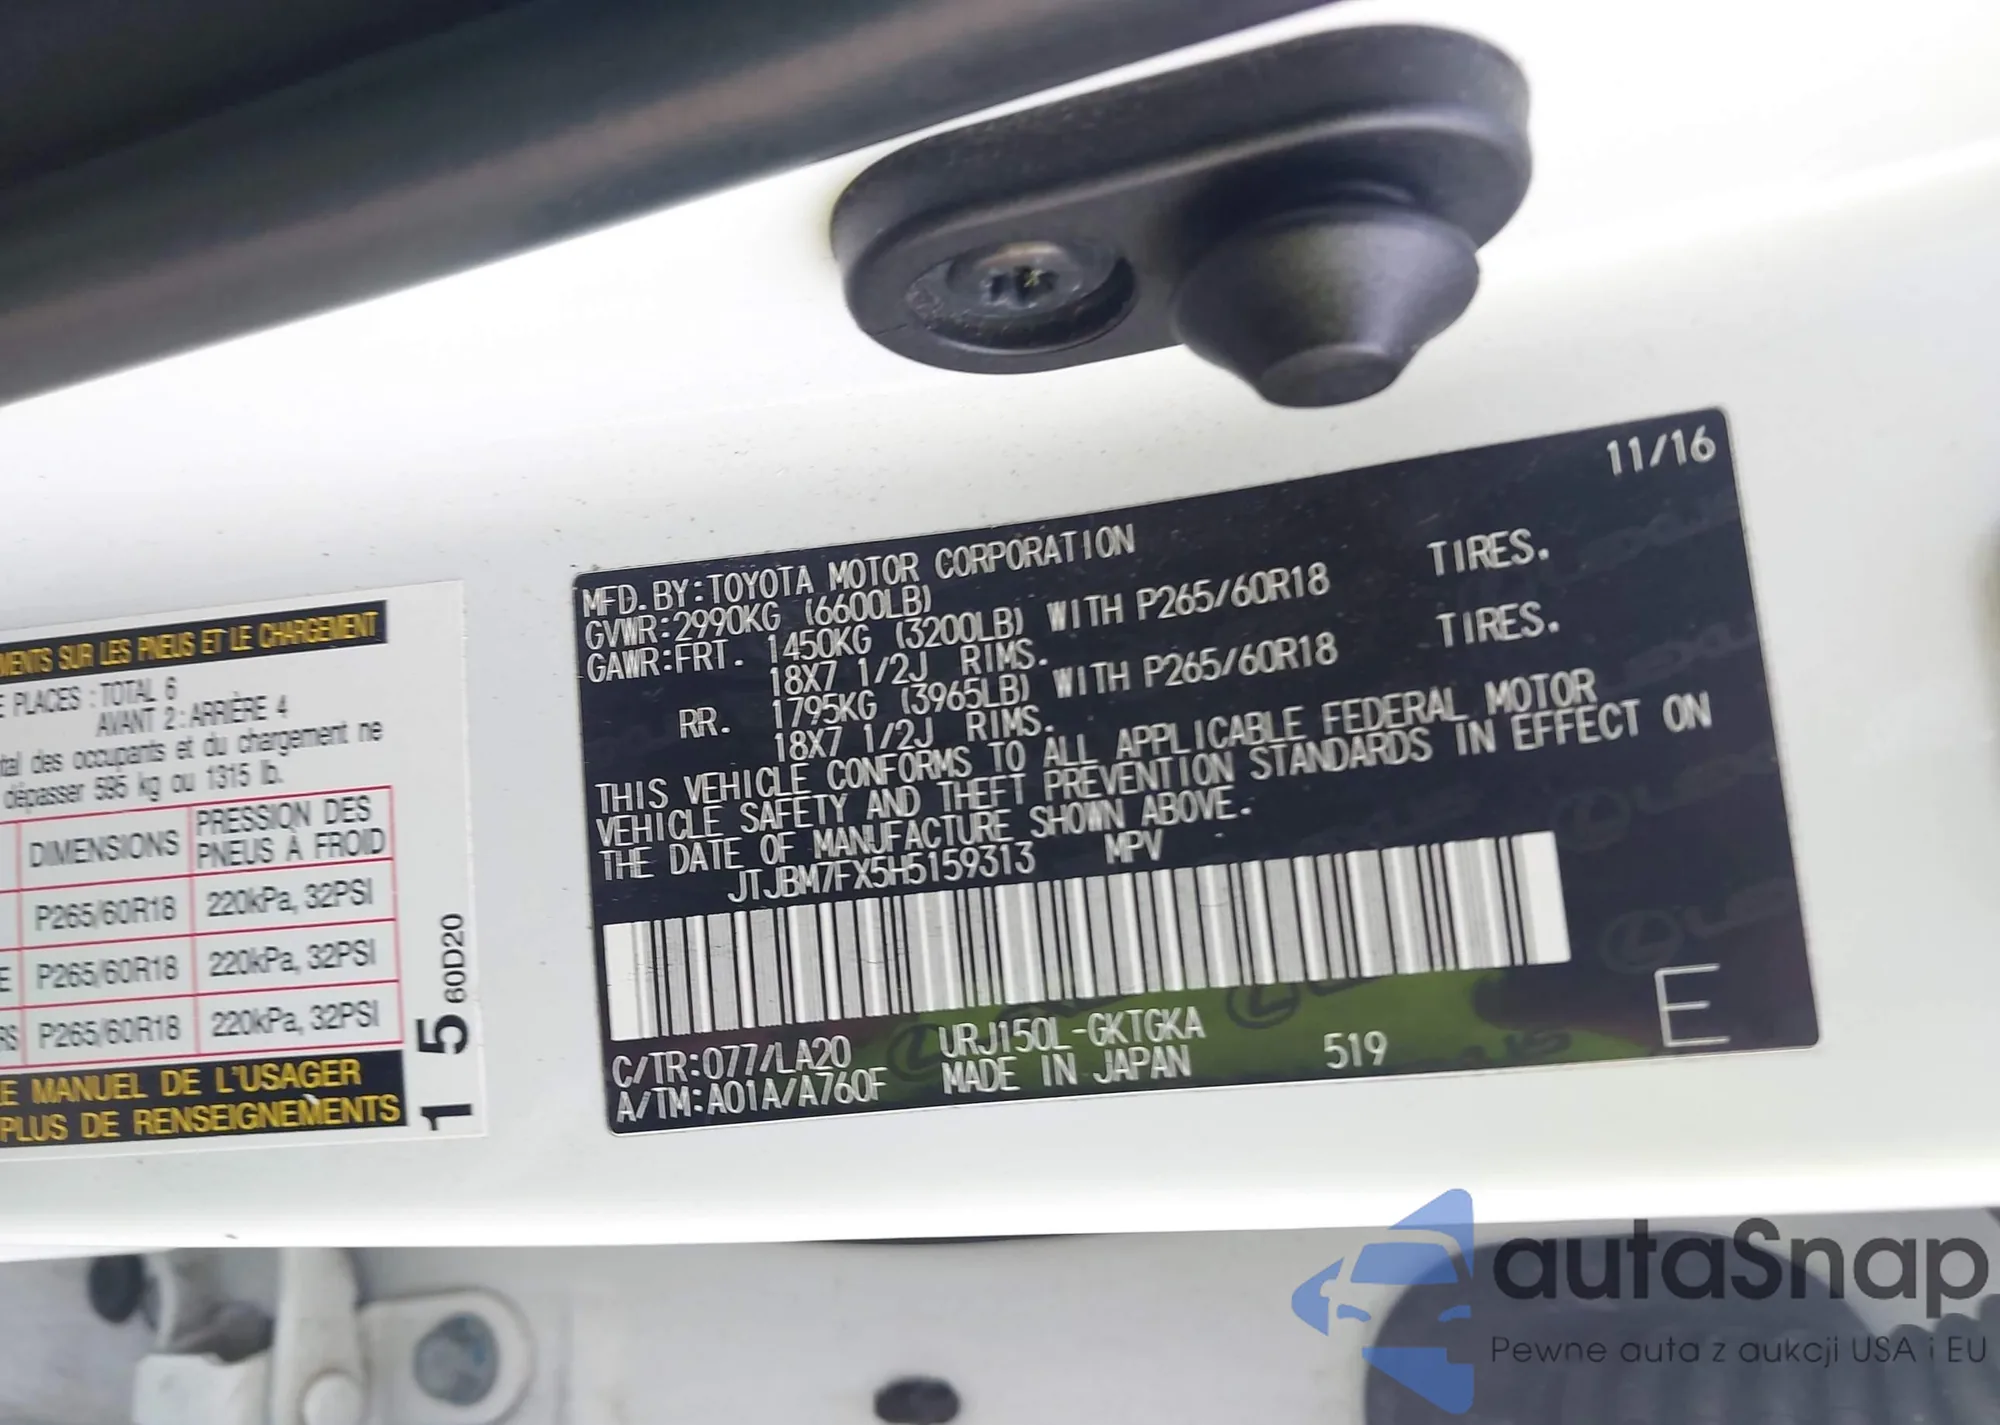 MENTS SUR LES PNEUS ET LE CHARGEMENT
E PLACES : TOTAL 6
AVANT 2 : ARRIÈRE 4
tal des occupants et du chargement ne
dépasser 595 kg ou 1315 lb.
DIMENSIONS PRESSION DES PNEUS À FROID
P265/60R18 220kPa, 32PSI
E P265/60R18 220kPa, 32PSI
RS P265/60R18 220kPa, 32PSI
LE MANUEL DE L'USAGER
PLUS DE RENSEIGNEMENTS
1 5 60D20
11/16
MFD. BY:TOYOTA MOTOR CORPORATION
GVWR:2990KG (6600LB)
GAWR:FRT. 1450KG (3200LB) WITH P265/60R18 TIRES.
18X7 1/2J RIMS.
RR. 1795KG (3965LB) WITH P265/60R18 TIRES.
18X7 1/2J RIMS.
THIS VEHICLE CONFORMS TO ALL APPLICABLE FEDERAL MOTOR
VEHICLE SAFETY AND THEFT PREVENTION STANDARDS IN EFFECT ON
THE DATE OF MANUFACTURE SHOWN ABOVE.
JTJBM7FX5H5159313 MPV
C/TR:077/LA20 URJ150L-GKTGKA
A/TM:A01A/A760F MADE IN JAPAN 519 E
autaSnap
Pewne auta z aukcji USA i EU